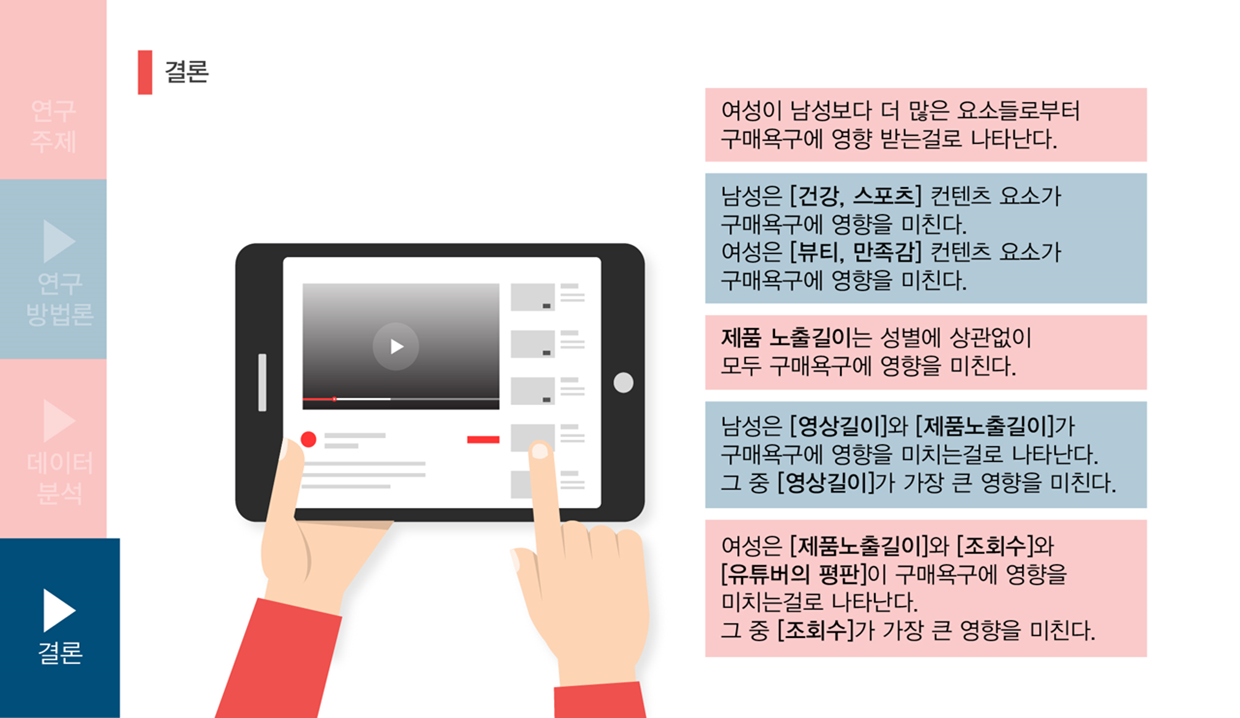 연구
주제
연구
방법론
데이터
분석
결론
결론
여성이 남성보다 더 많은 요소들로부터
구매욕구에 영향 받는걸로 나타난다.
남성은 [건강, 스포츠] 컨텐츠 요소가
구매욕구에 영향을 미친다.
여성은 [뷰티, 만족감] 컨텐츠 요소가
구매욕구에 영향을 미친다.
제품 노출길이는 성별에 상관없이
모두 구매욕구에 영향을 미친다.
남성은 [영상길이]와 [제품노출길이]가
구매욕구에 영향을 미치는걸로 나타난다.
그 중 [영상길이]가 가장 큰 영향을 미친다.
여성은 [제품노출길이]와 [조회수]와
[유튜버의 평판]이 구매욕구에 영향을
미치는걸로 나타난다.
그 중 [조회수]가 가장 큰 영향을 미친다.